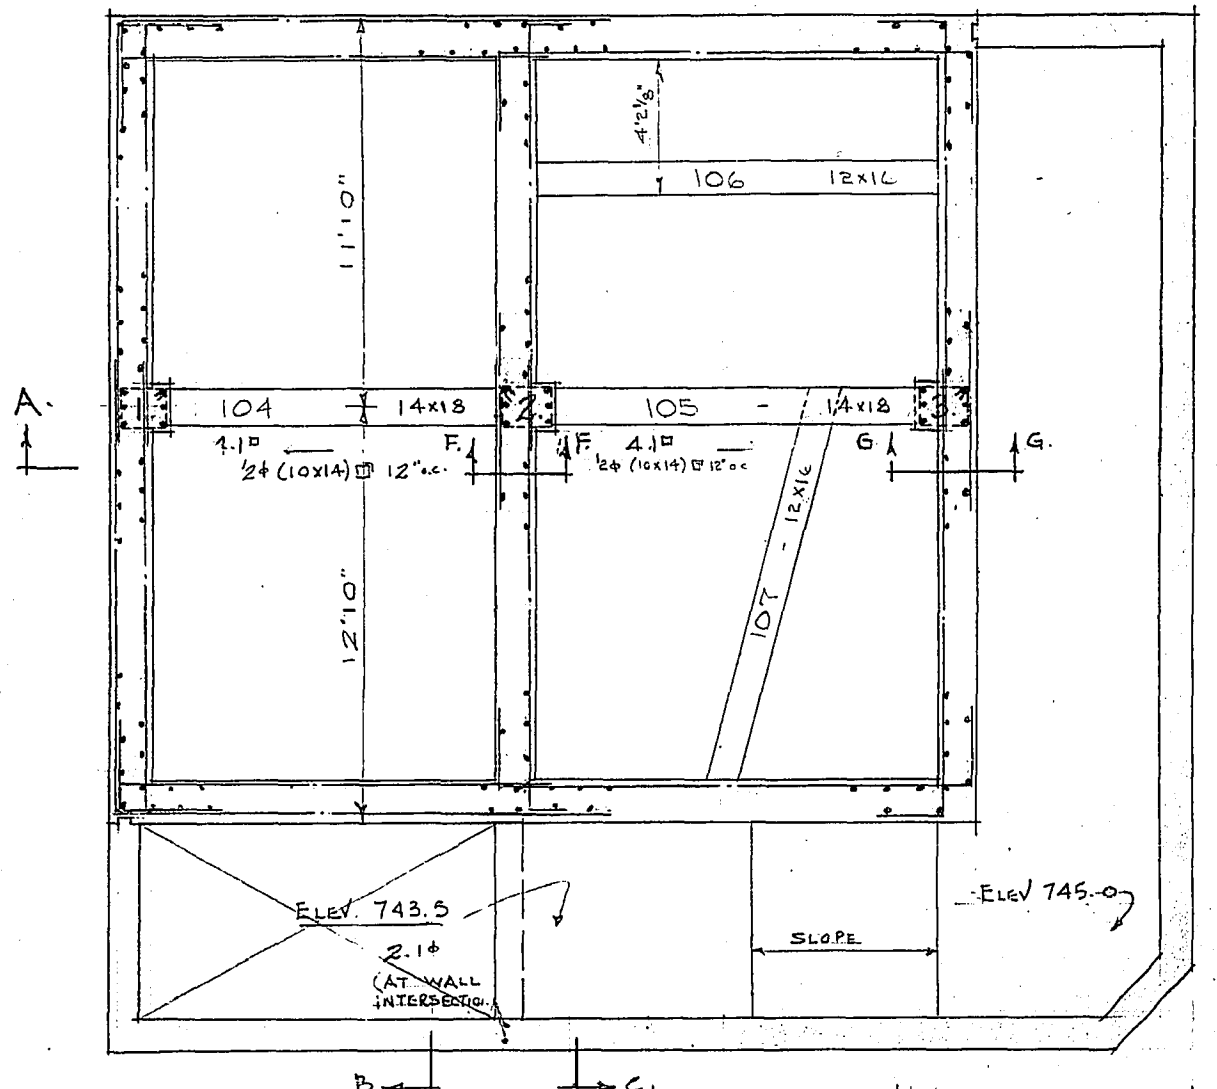 4'2 1/8"
106 12x16
11'10"
A.
1
104 14x18
2
105 - 14x18
3
4.1▫
F. F.
4.1▫
G. G.
1/2ϕ (10x14) 12"o.c.
1/2ϕ (10x14) 12"o.c
107 - 12x16
12'10"
ELEV. 743.5
ELEV 745.0
SLOPE
2.1ϕ
(AT WALL
INTERSECTION.
B
C.